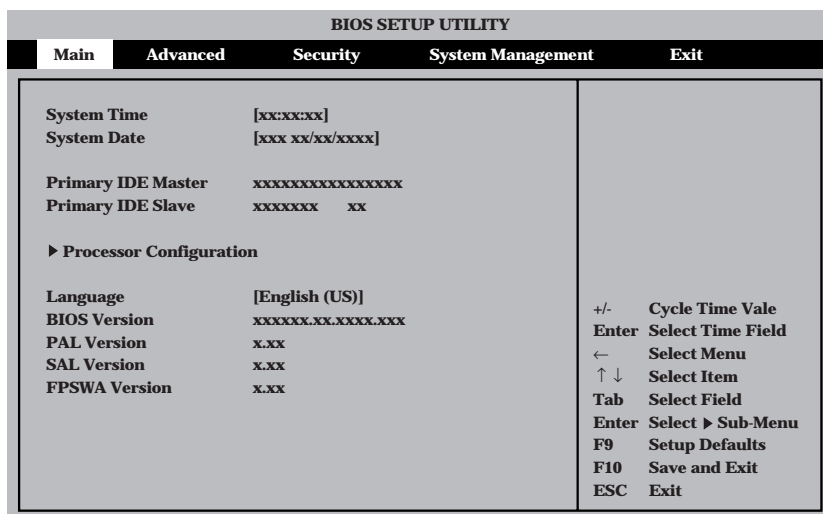 BIOS SETUP UTILITY
Main Advanced Security System Management Exit
System Time [xx:xx:xx]
System Date [xxx xx/xx/xxxx]
Primary IDE Master xxxxxxxxxxxxxxxx
Primary IDE Slave xxxxxxx xx
▶ Processor Configuration
Language [English (US)]
BIOS Version xxxxxx.xx.xxxx.xxx
PAL Version x.xx
SAL Version x.xx
FPSWA Version x.xx
+/- Cycle Time Vale
Enter Select Time Field
← Select Menu
↑ ↓ Select Item
Tab Select Field
Enter Select ▶ Sub-Menu
F9 Setup Defaults
F10 Save and Exit
ESC Exit